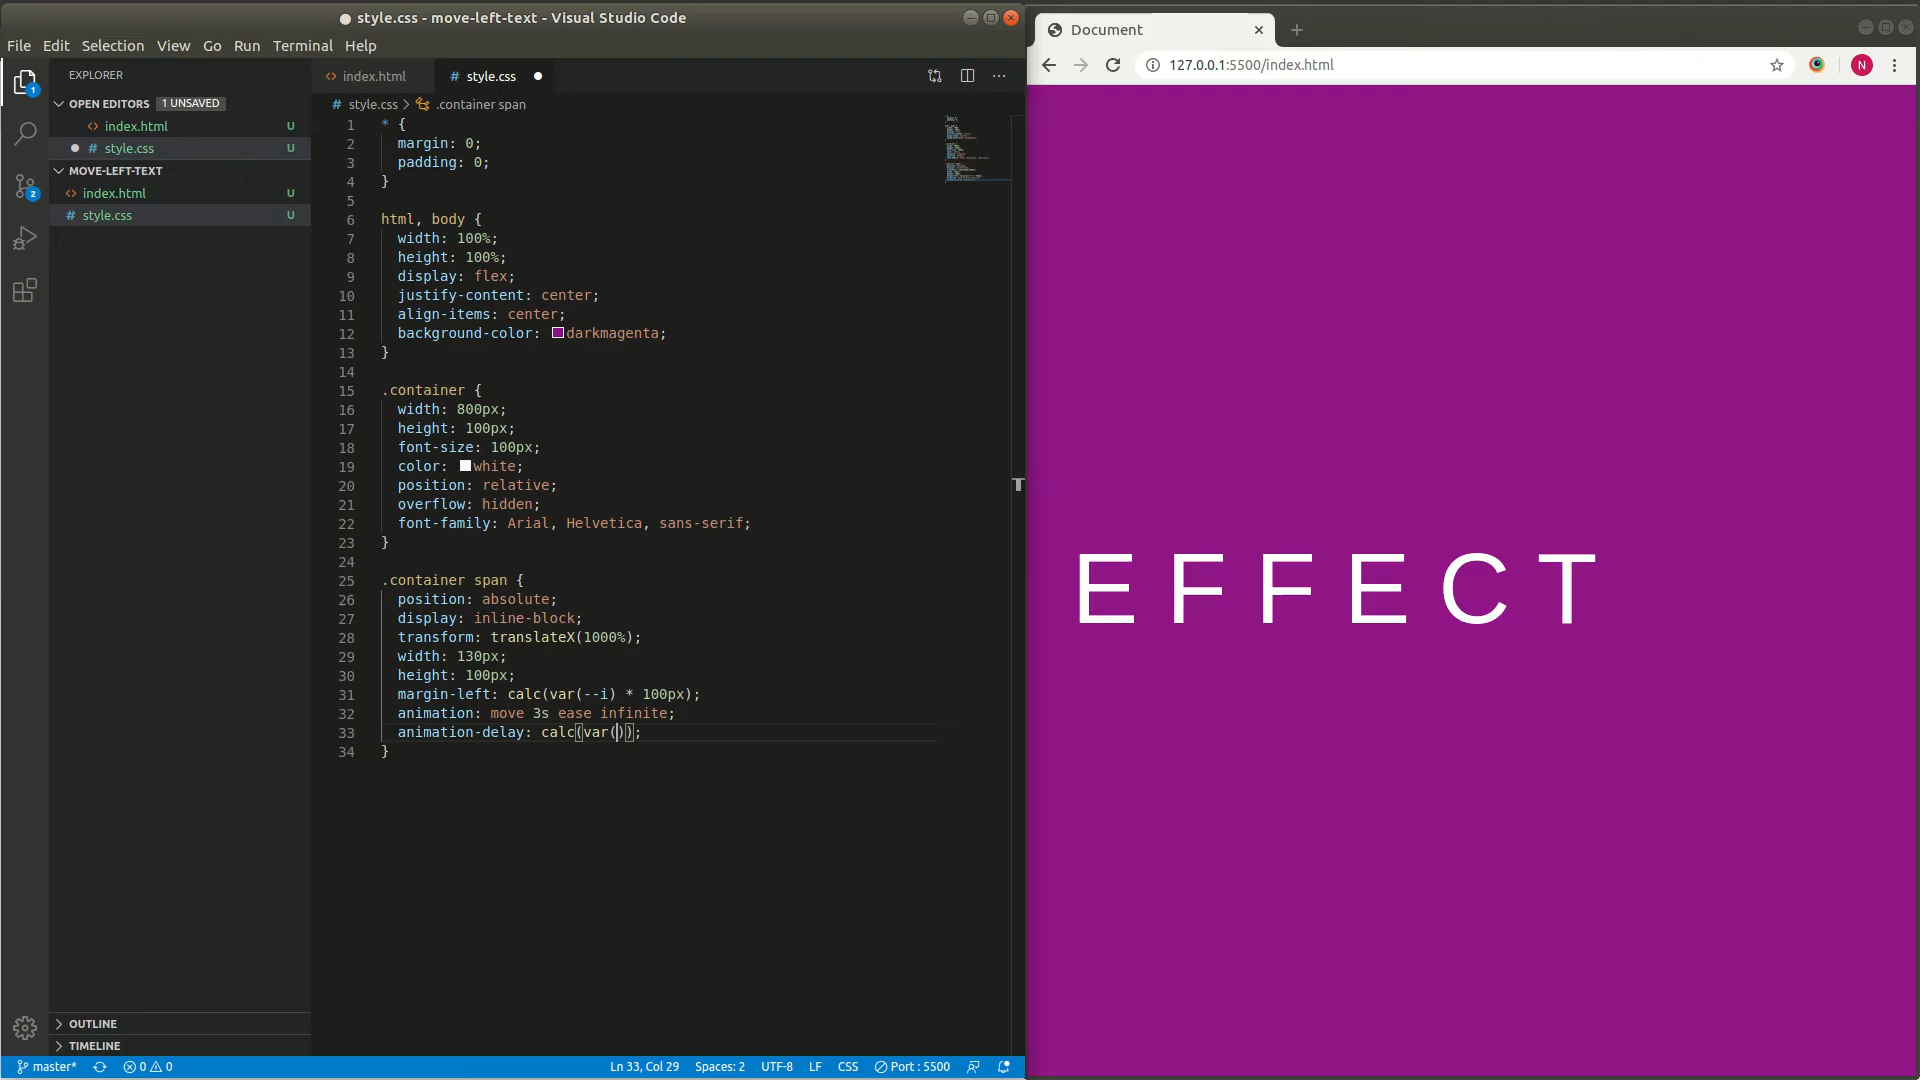 style.css - move-left-text - Visual Studio Code
File Edit Selection View Go Run Terminal Help
EXPLORER
OPEN EDITORS 1 UNSAVED
index.html U
style.css U
MOVE-LEFT-TEXT
index.html U
style.css U
OUTLINE
TIMELINE
1
2
index.html
# style.css
# style.css > .container span
1 * {
2 margin: 0;
3 padding: 0;
4 }
5
6 html, body {
7 width: 100%;
8 height: 100%;
9 display: flex;
10 justify-content: center;
11 align-items: center;
12 background-color: darkmagenta;
13 }
14
15 .container {
16 width: 800px;
17 height: 100px;
18 font-size: 100px;
19 color: white;
20 position: relative;
21 overflow: hidden;
22 font-family: Arial, Helvetica, sans-serif;
23 }
24
25 .container span {
26 position: absolute;
27 display: inline-block;
28 transform: translateX(1000%);
29 width: 130px;
30 height: 100px;
31 margin-left: calc(var(--i) * 100px);
32 animation: move 3s ease infinite;
33 animation-delay: calc(var());
34 }
master* 0 0 Ln 33, Col 29 Spaces: 2 UTF-8 LF CSS Port : 5500
Document
127.0.0.1:5500/index.html
N
E F F E C T